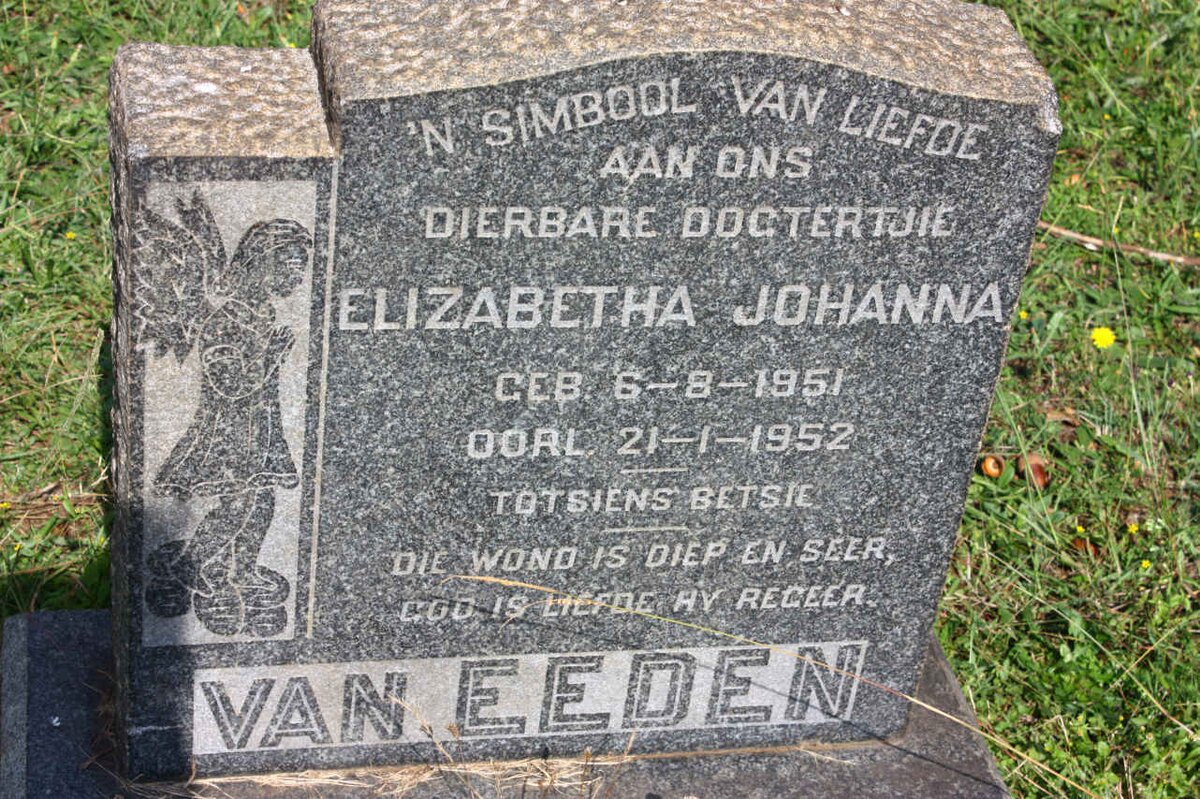 'N SIMBOOL VAN LIEFDE
AAN ONS
DIERBARE DOGTERTJIE
ELIZABETHA JOHANNA
GEB. 6-8-1951
OORL. 21-1-1952
TOTSIENS BETSIE
DIE WOND IS DIEP EN SEER,
GOD IS LIEFDE HY REGEER.
VAN EEDEN